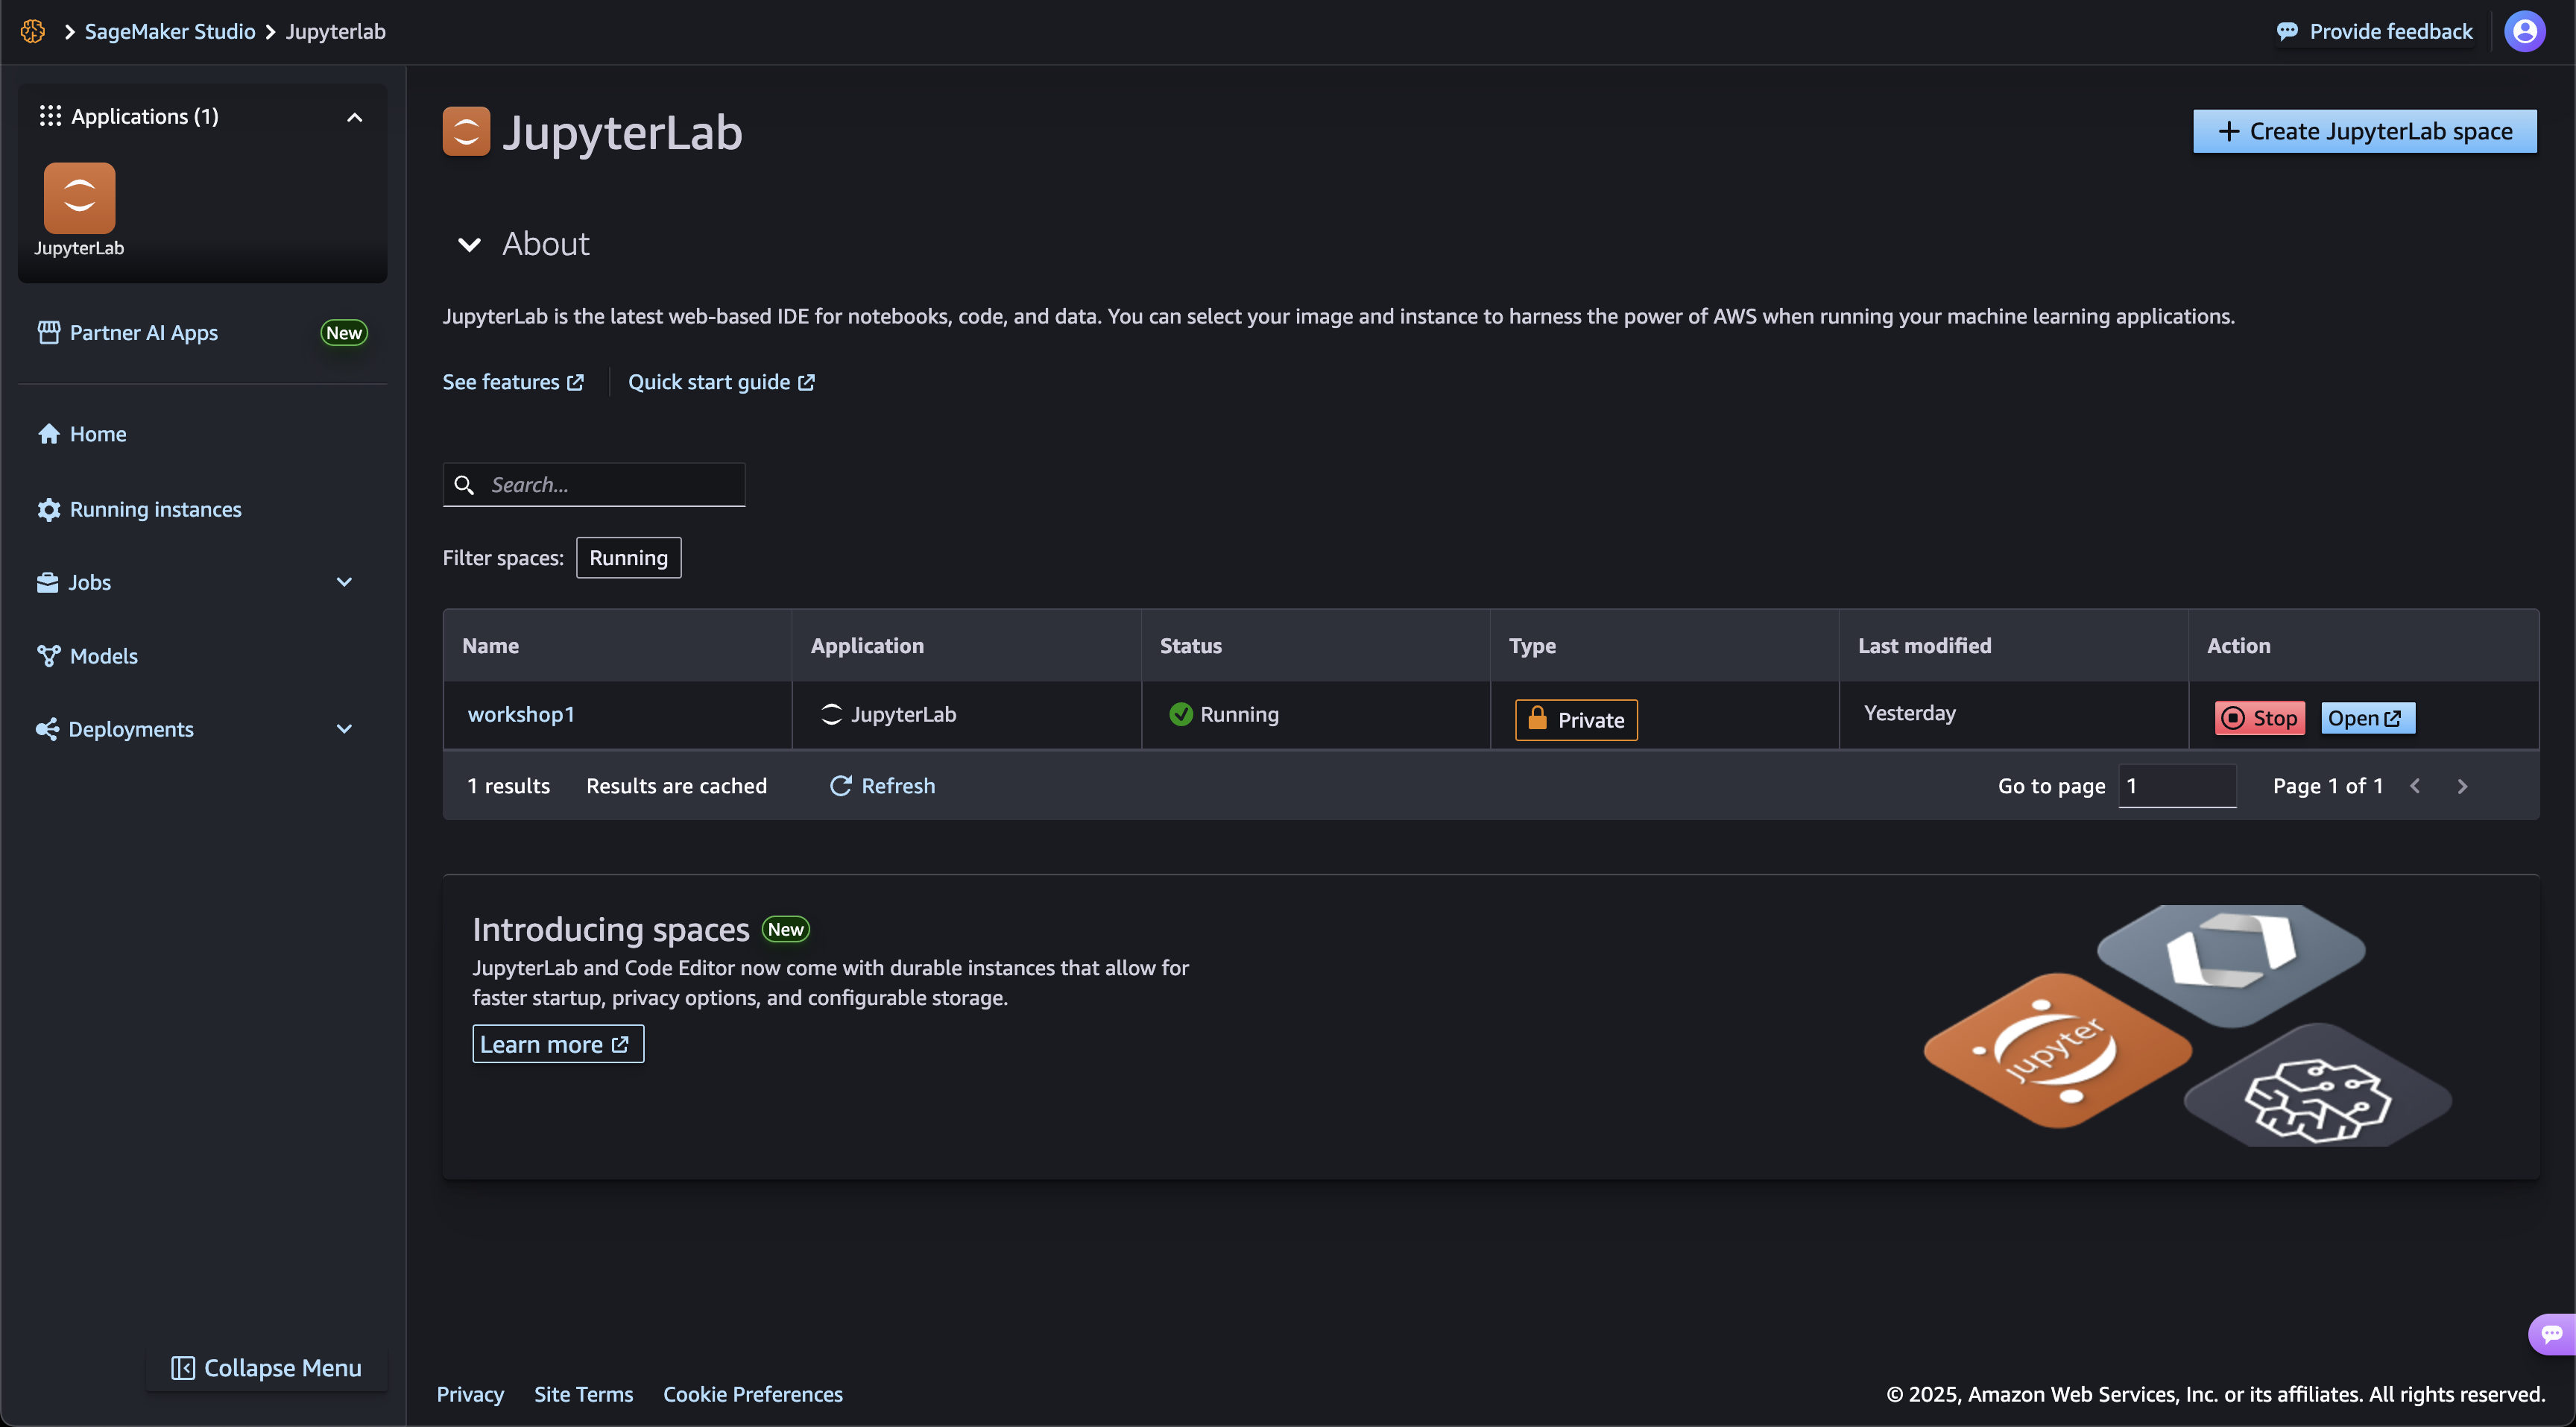 SageMaker Studio Jupyterlab
Provide feedback
Applications (1)
JupyterLab
Partner AI Apps New
Home
Running instances
Jobs
Models
Deployments
Collapse Menu
JupyterLab
Create JupyterLab space
About
JupyterLab is the latest web-based IDE for notebooks, code, and data. You can select your image and instance to harness the power of AWS when running your machine learning applications.
See features Quick start guide
Search...
Filter spaces: Running
Name Application Status Type Last modified Action
workshop1 JupyterLab Running Private Yesterday Stop Open
1 results Results are cached Refresh Go to page 1 Page 1 of 1
Introducing spaces New
JupyterLab and Code Editor now come with durable instances that allow for
faster startup, privacy options, and configurable storage.
Learn more
jupyter
Privacy Site Terms Cookie Preferences
© 2025, Amazon Web Services, Inc. or its affiliates. All rights reserved.